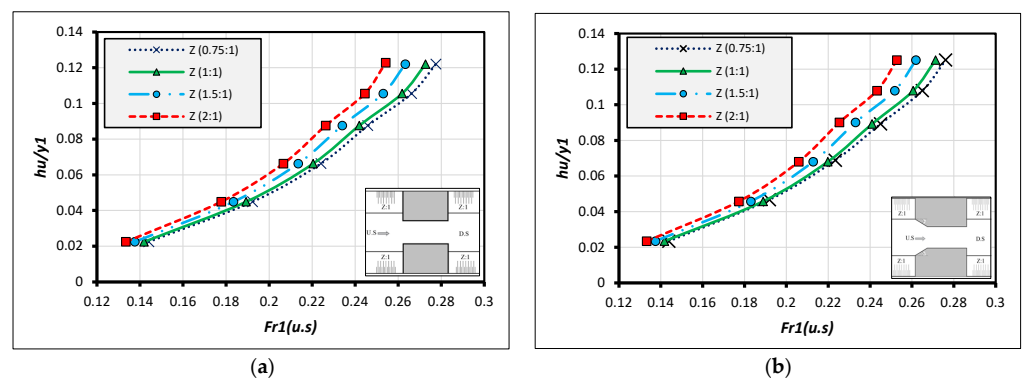 0.14
0.12
0.1
0.08
0.06
0.04
0.02
0
hu/y1
Z (0.75:1)
Z (1:1)
Z (1.5:1)
Z (2:1)
Z:1 Z:1
U.S D.S
Z:1 Z:1
0.12 0.14 0.16 0.18 0.2 0.22 0.24 0.26 0.28 0.3
Fr1(u.s)
(a)
0.14
0.12
0.1
0.08
0.06
0.04
0.02
0
hu/y1
Z (0.75:1)
Z (1:1)
Z (1.5:1)
Z (2:1)
Z:1 Z:1
U.S D.S
Z:1 Z:1
0.12 0.14 0.16 0.18 0.2 0.22 0.24 0.26 0.28 0.3
Fr1(u.s)
(b)